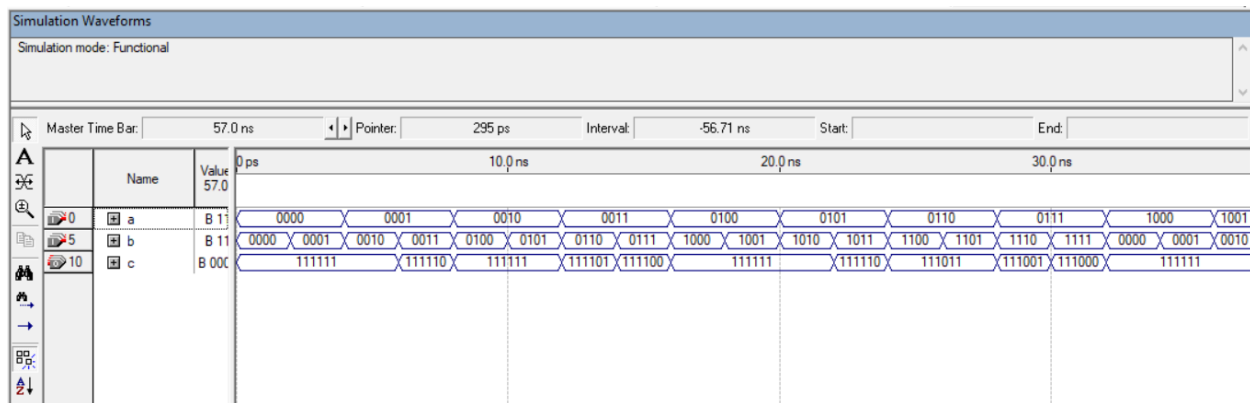 Simulation Waveforms
Simulation mode: Functional
Master Time Bar: 57.0 ns Pointer: 295 ps Interval: -56.71 ns Start: End:
Name Value 57.0 0 ps 10.0 ns 20.0 ns 30.0 ns
0 a B 11 0000 0001 0010 0011 0100 0101 0110 0111 1000 1001
5 b B 11 0000 0001 0010 0011 0100 0101 0110 0111 1000 1001 1010 1011 1100 1101 1110 1111 0000 0001 0010
10 c B 000 111111 111110 111111 111101 111100 111111 111110 111011 111001 111000 111111